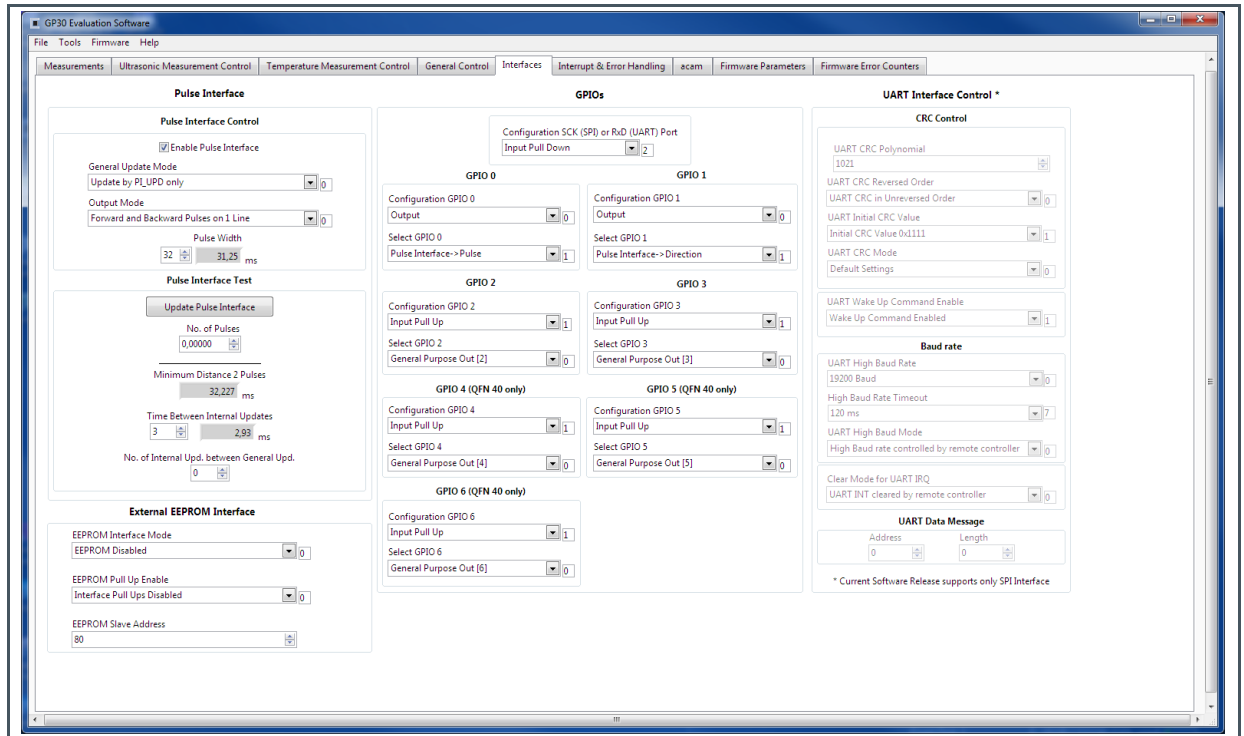 GP30 Evaluation Software
File Tools Firmware Help
Measurements Ultrasonic Measurement Control Temperature Measurement Control General Control Interfaces Interrupt & Error Handling acam Firmware Parameters Firmware Error Counters
Pulse Interface
Pulse Interface Control
Enable Pulse Interface
General Update Mode
Update by PI_UPD only 0
Output Mode
Forward and Backward Pulses on 1 Line 0
Pulse Width
32 31,25 ms
Pulse Interface Test
Update Pulse Interface
No. of Pulses
0,00000
Minimum Distance 2 Pulses
32,227 ms
Time Between Internal Updates
3 2,93 ms
No. of Internal Upd. between General Upd.
0
External EEPROM Interface
EEPROM Interface Mode
EEPROM Disabled 0
EEPROM Pull Up Enable
Interface Pull Ups Disabled 0
EEPROM Slave Address
80
GPIOs
Configuration SCK (SPI) or RxD (UART) Port
Input Pull Down 2
GPIO 0
Configuration GPIO 0
Output 0
Select GPIO 0
Pulse Interface->Pulse 1
GPIO 1
Configuration GPIO 1
Output 0
Select GPIO 1
Pulse Interface->Direction 1
GPIO 2
Configuration GPIO 2
Input Pull Up 1
Select GPIO 2
General Purpose Out [2] 0
GPIO 3
Configuration GPIO 3
Input Pull Up 1
Select GPIO 3
General Purpose Out [3] 0
GPIO 4 (QFN 40 only)
Configuration GPIO 4
Input Pull Up 1
Select GPIO 4
General Purpose Out [4] 0
GPIO 5 (QFN 40 only)
Configuration GPIO 5
Input Pull Up 1
Select GPIO 5
General Purpose Out [5] 0
GPIO 6 (QFN 40 only)
Configuration GPIO 6
Input Pull Up 1
Select GPIO 6
General Purpose Out [6] 0
UART Interface Control *
CRC Control
UART CRC Polynomial
1021
UART CRC Reversed Order
UART CRC in Unreversed Order 0
UART Initial CRC Value
Initial CRC Value 0x1111 1
UART CRC Mode
Default Settings 0
UART Wake Up Command Enable
Wake Up Command Enabled 1
Baud rate
UART High Baud Rate
19200 Baud 0
High Baud Rate Timeout
120 ms 7
UART High Baud Mode
High Baud rate controlled by remote controller 0
Clear Mode for UART IRQ
UART INT cleared by remote controller 0
UART Data Message
Address Length
0 0
* Current Software Release supports only SPI Interface